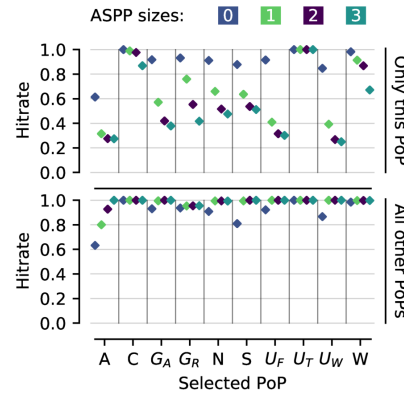 ASPP sizes: 0 1 2 3
1.0
0.8
0.6
0.4
0.2
0.0
Hitrate
Only this PoP
1.0
0.8
0.6
0.4
0.2
0.0
Hitrate
All other PoPs
A C G_A G_R N S U_F U_T U_W W
Selected PoP